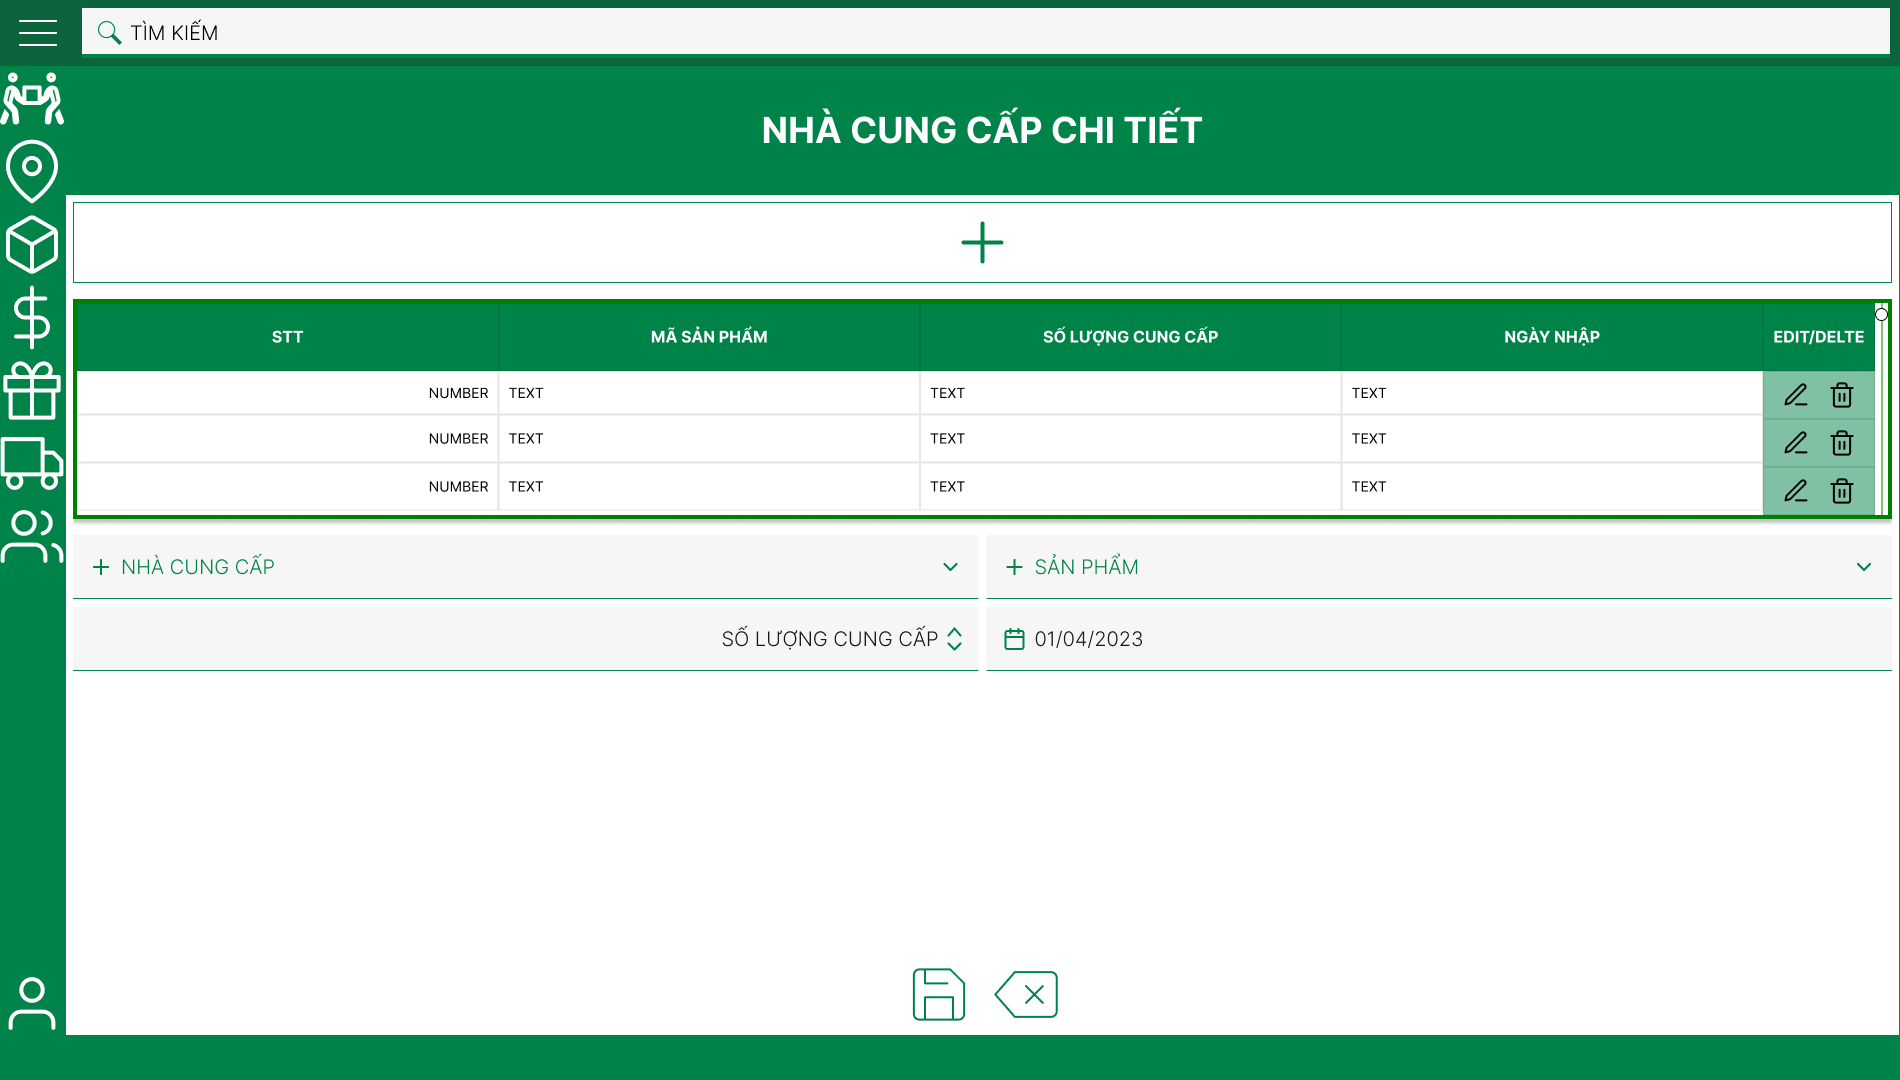 TÌM KIẾM
NHÀ CUNG CẤP CHI TIẾT
STT MÃ SẢN PHẨM SỐ LƯỢNG CUNG CẤP NGÀY NHẬP EDIT/DELTE
NUMBER TEXT TEXT TEXT
NUMBER TEXT TEXT TEXT
NUMBER TEXT TEXT TEXT
NHÀ CUNG CẤP SẢN PHẨM
SỐ LƯỢNG CUNG CẤP 01/04/2023